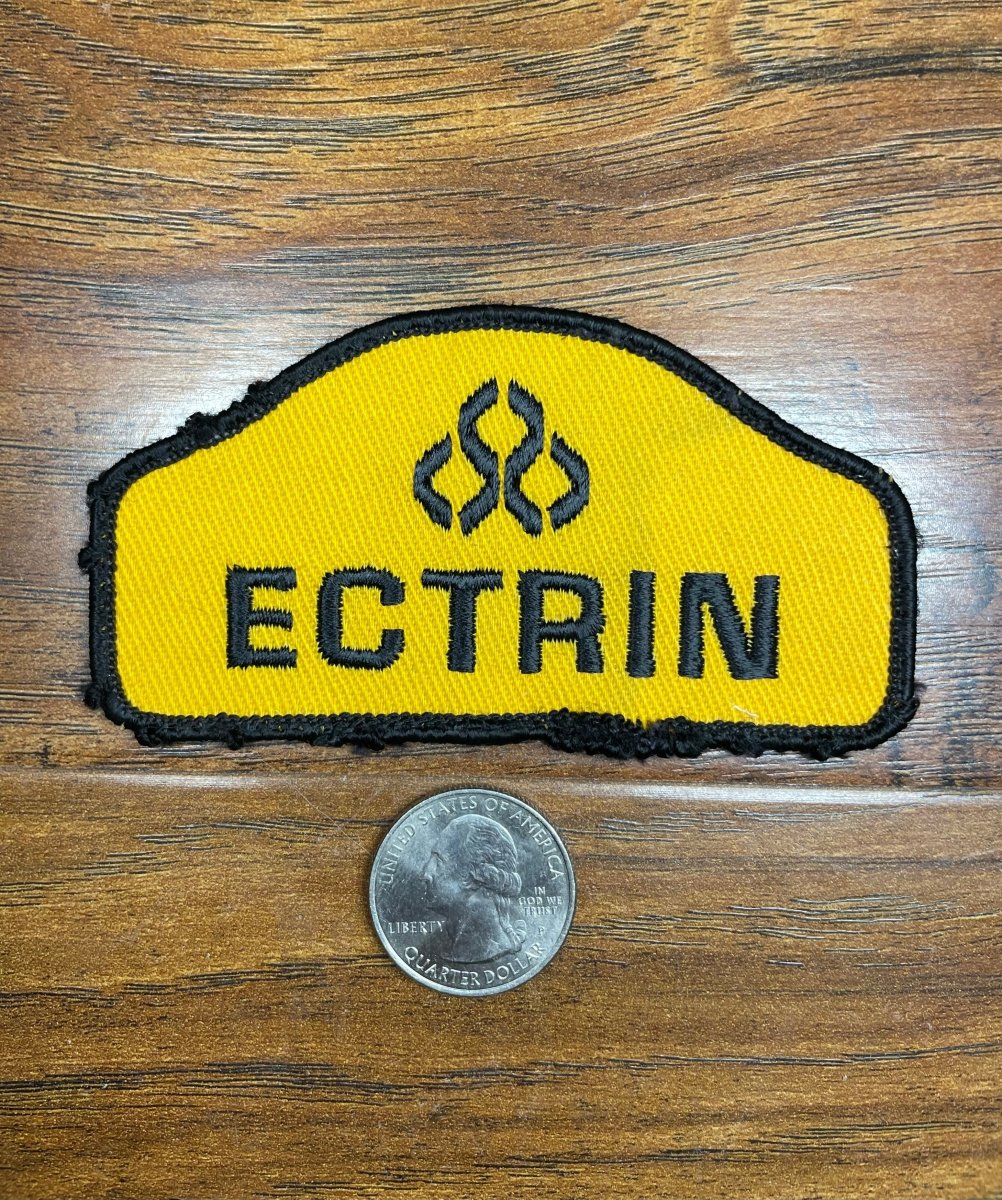 ECTRIN
UNITED STATES OF AMERICA
IN
GOD WE
TRUST
LIBERTY
P
QUARTER DOLLAR